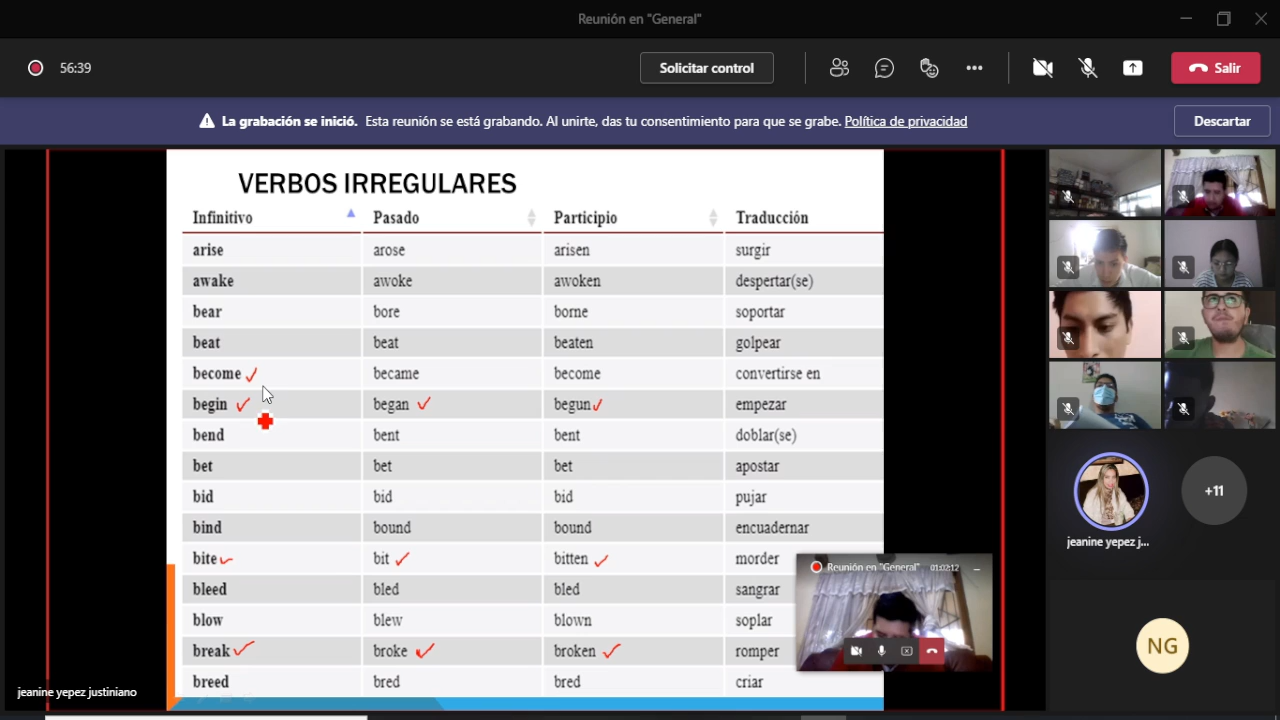 Reunión en "General"
56:39
Solicitar control
Salir
La grabación se inició. Esta reunión se está grabando. Al unirte, das tu consentimiento para que se grabe. Política de privacidad
Descartar
VERBOS IRREGULARES
Infinitivo Pasado Participio Traducción
arise arose arisen surgir
awake awoke awoken despertar(se)
bear bore borne soportar
beat beat beaten golpear
become became become convertirse en
begin began begun empezar
bend bent bent doblar(se)
bet bet bet apostar
bid bid bid pujar
bind bound bound encuadernar
bite bit bitten morder
bleed bled bled sangrar
blow blew blown soplar
break broke broken romper
breed bred bred criar
Reunión en "General" 01:02:12
jeanine yepez justiniano
+11
jeanine yepez j...
NG